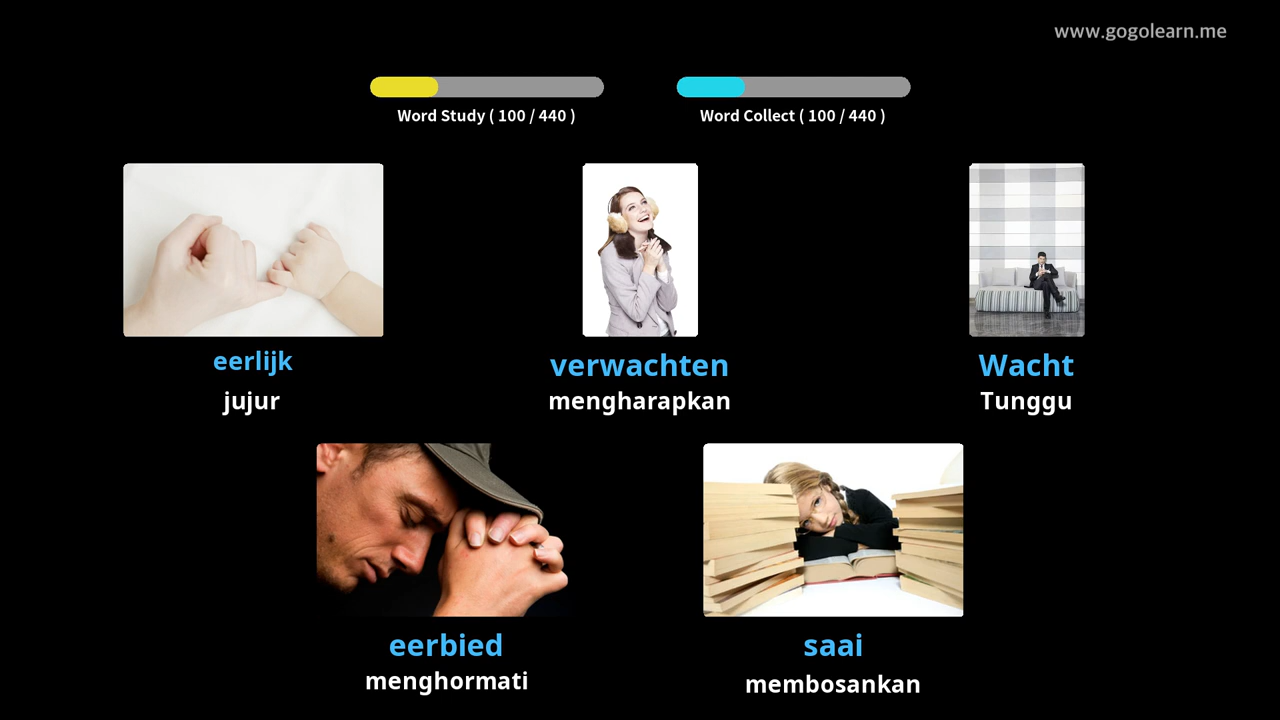 www.gogolearn.me
Word Study ( 100 / 440 )
Word Collect ( 100 / 440 )
eerlijk
jujur
verwachten
mengharapkan
Wacht
Tunggu
eerbied
menghormati
saai
membosankan